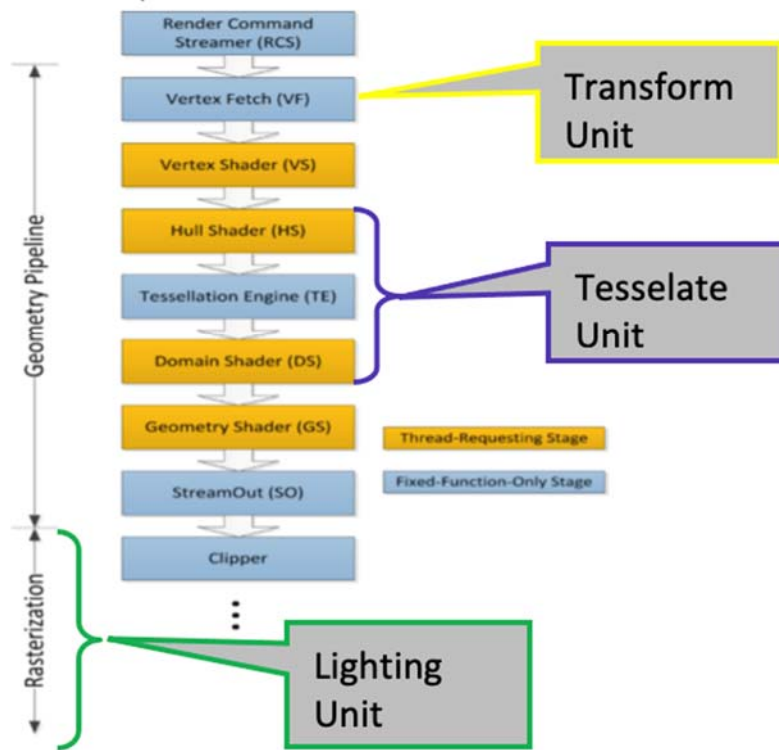 Render Command
Streamer (RCS)
Vertex Fetch (VF)
Transform
Unit
Vertex Shader (VS)
Hull Shader (HS)
Geometry Pipeline
Tessellation Engine (TE)
Tesselate
Unit
Domain Shader (DS)
Geometry Shader (GS)
Thread-Requesting Stage
StreamOut (SO)
Fixed-Function-Only Stage
Clipper
Rasterization
Lighting
Unit